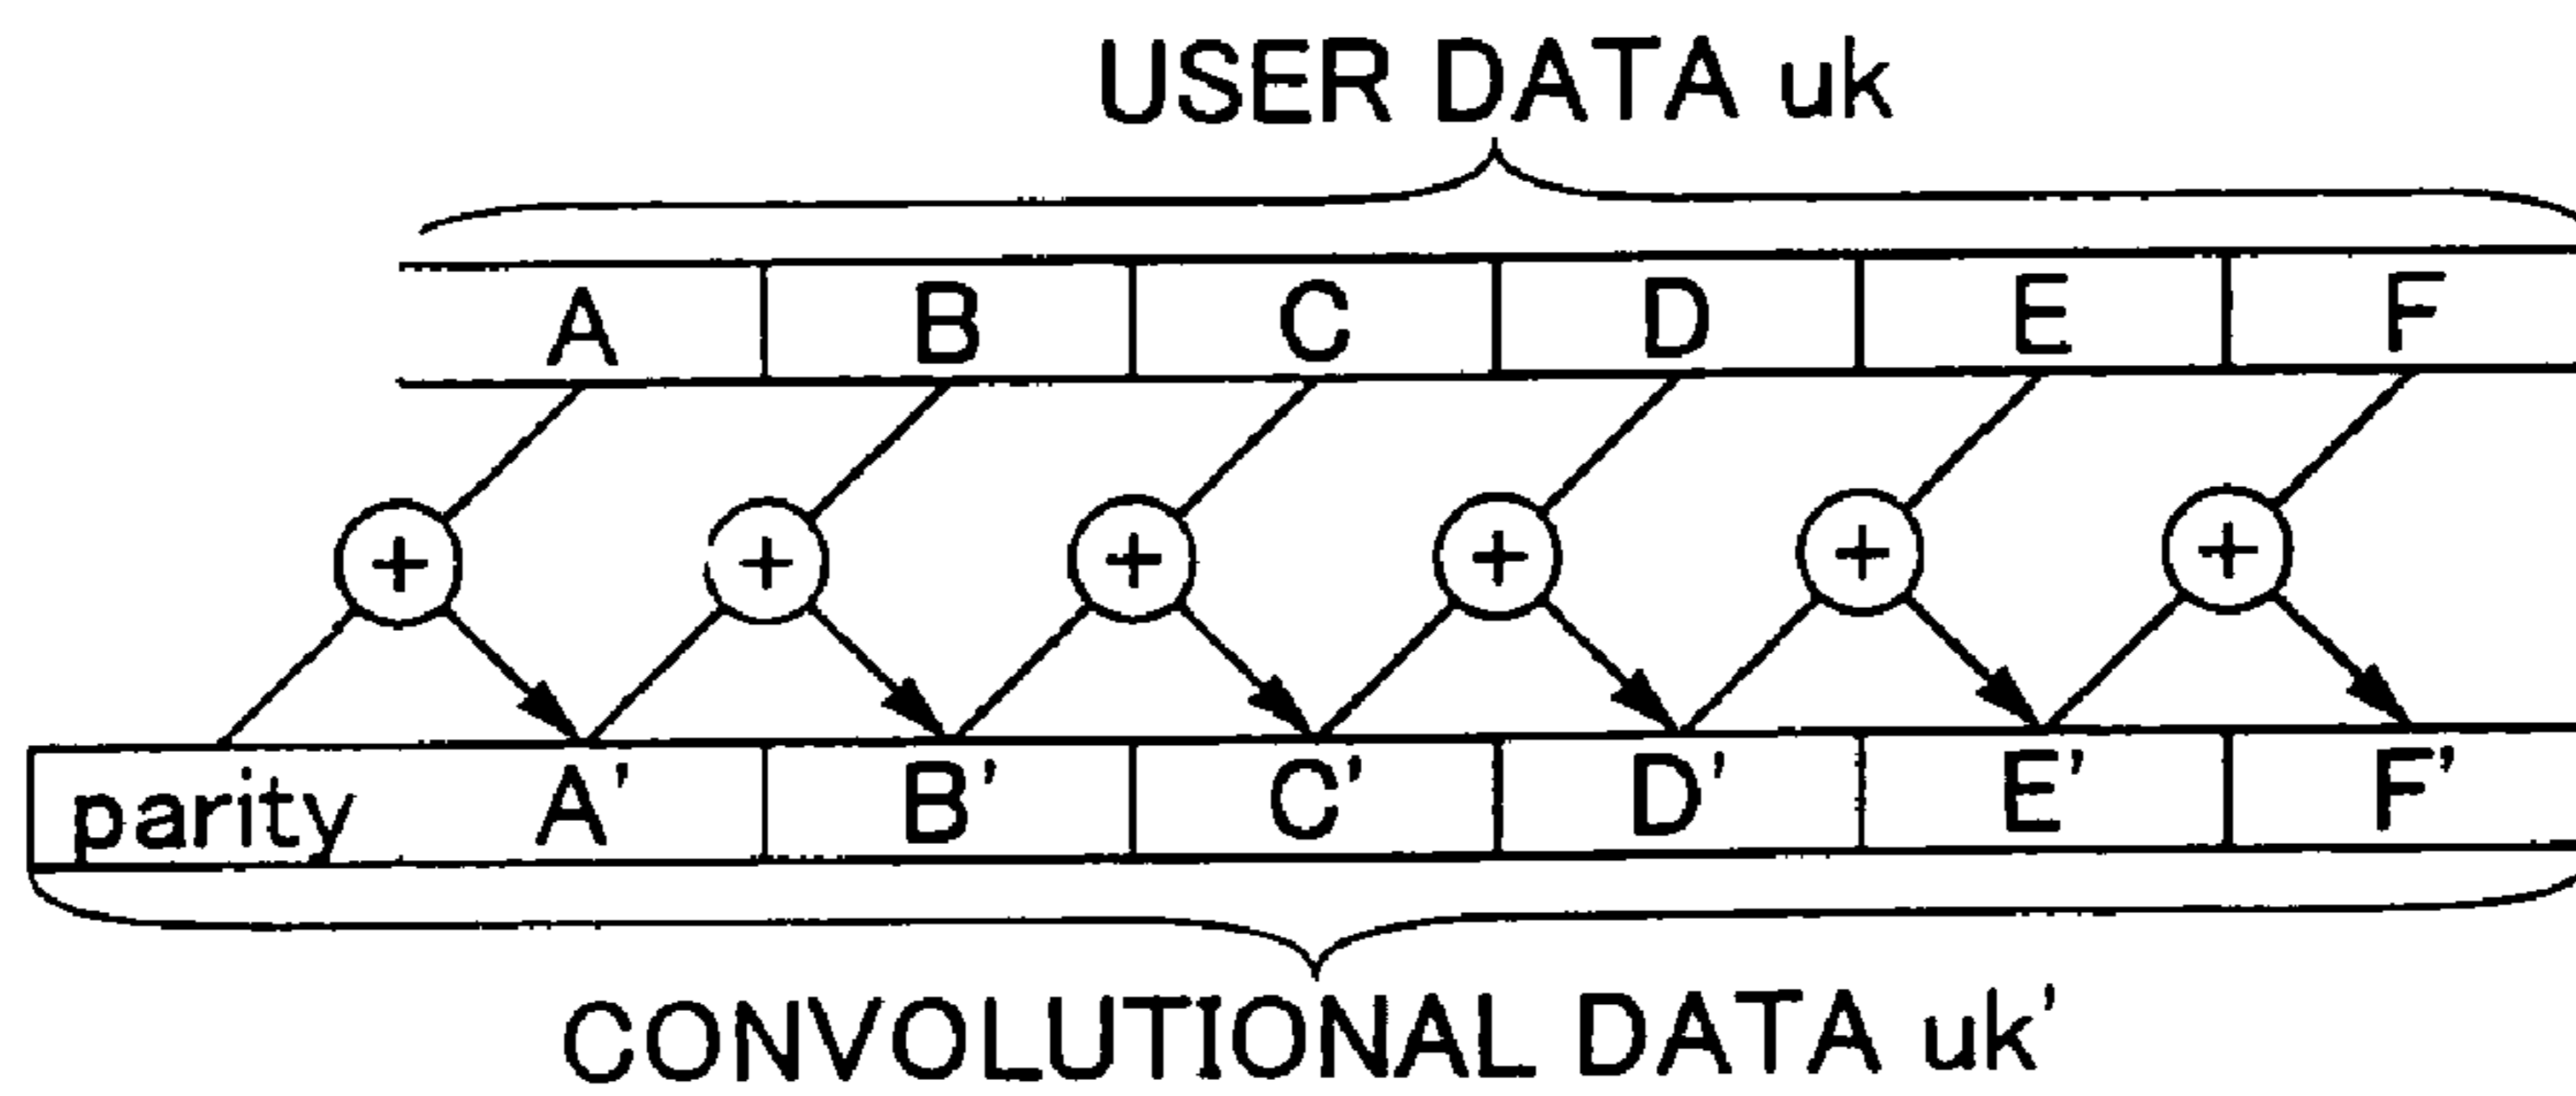 USER DATA uk
A B C D E F
+ + + + + +
parity A' B' C' D' E' F'
CONVOLUTIONAL DATA uk'